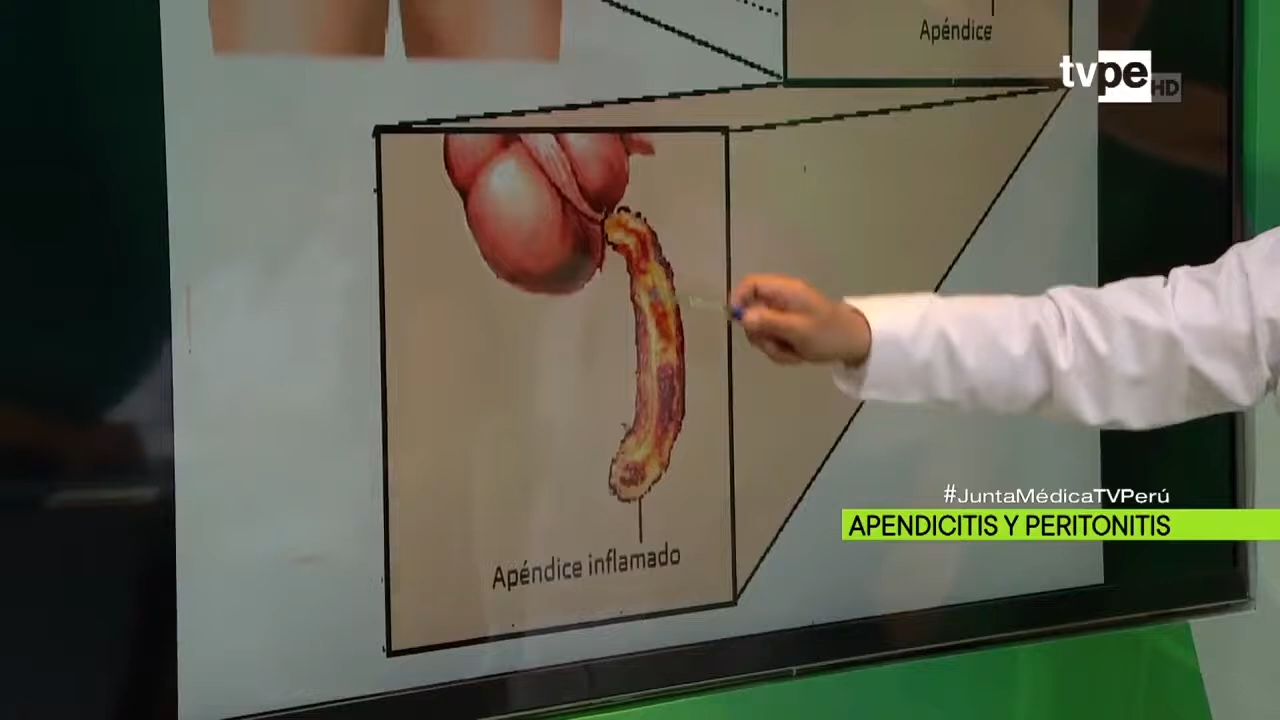 Apéndice
tvpe HD
#JuntaMédicaTVPerú
APENDICITIS Y PERITONITIS
Apéndice inflamado